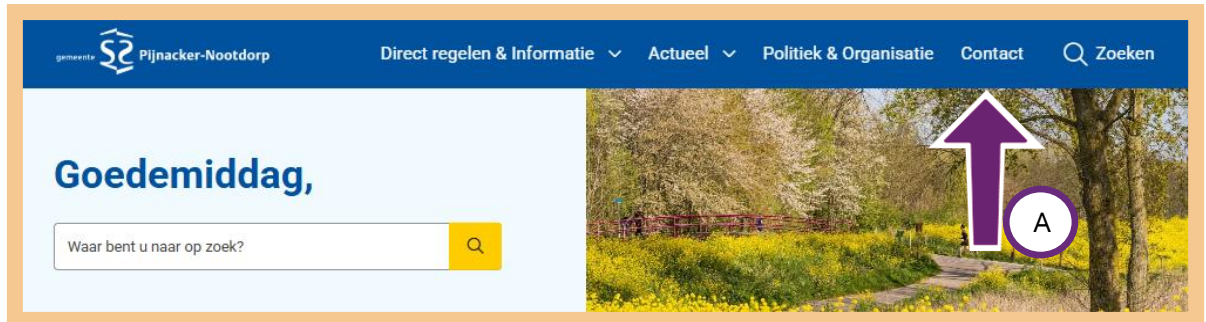 gemeente Pijnacker-Nootdorp Direct regelen & Informatie Actueel Politiek & Organisatie Contact Zoeken
Goedemiddag,
Waar bent u naar op zoek?
A